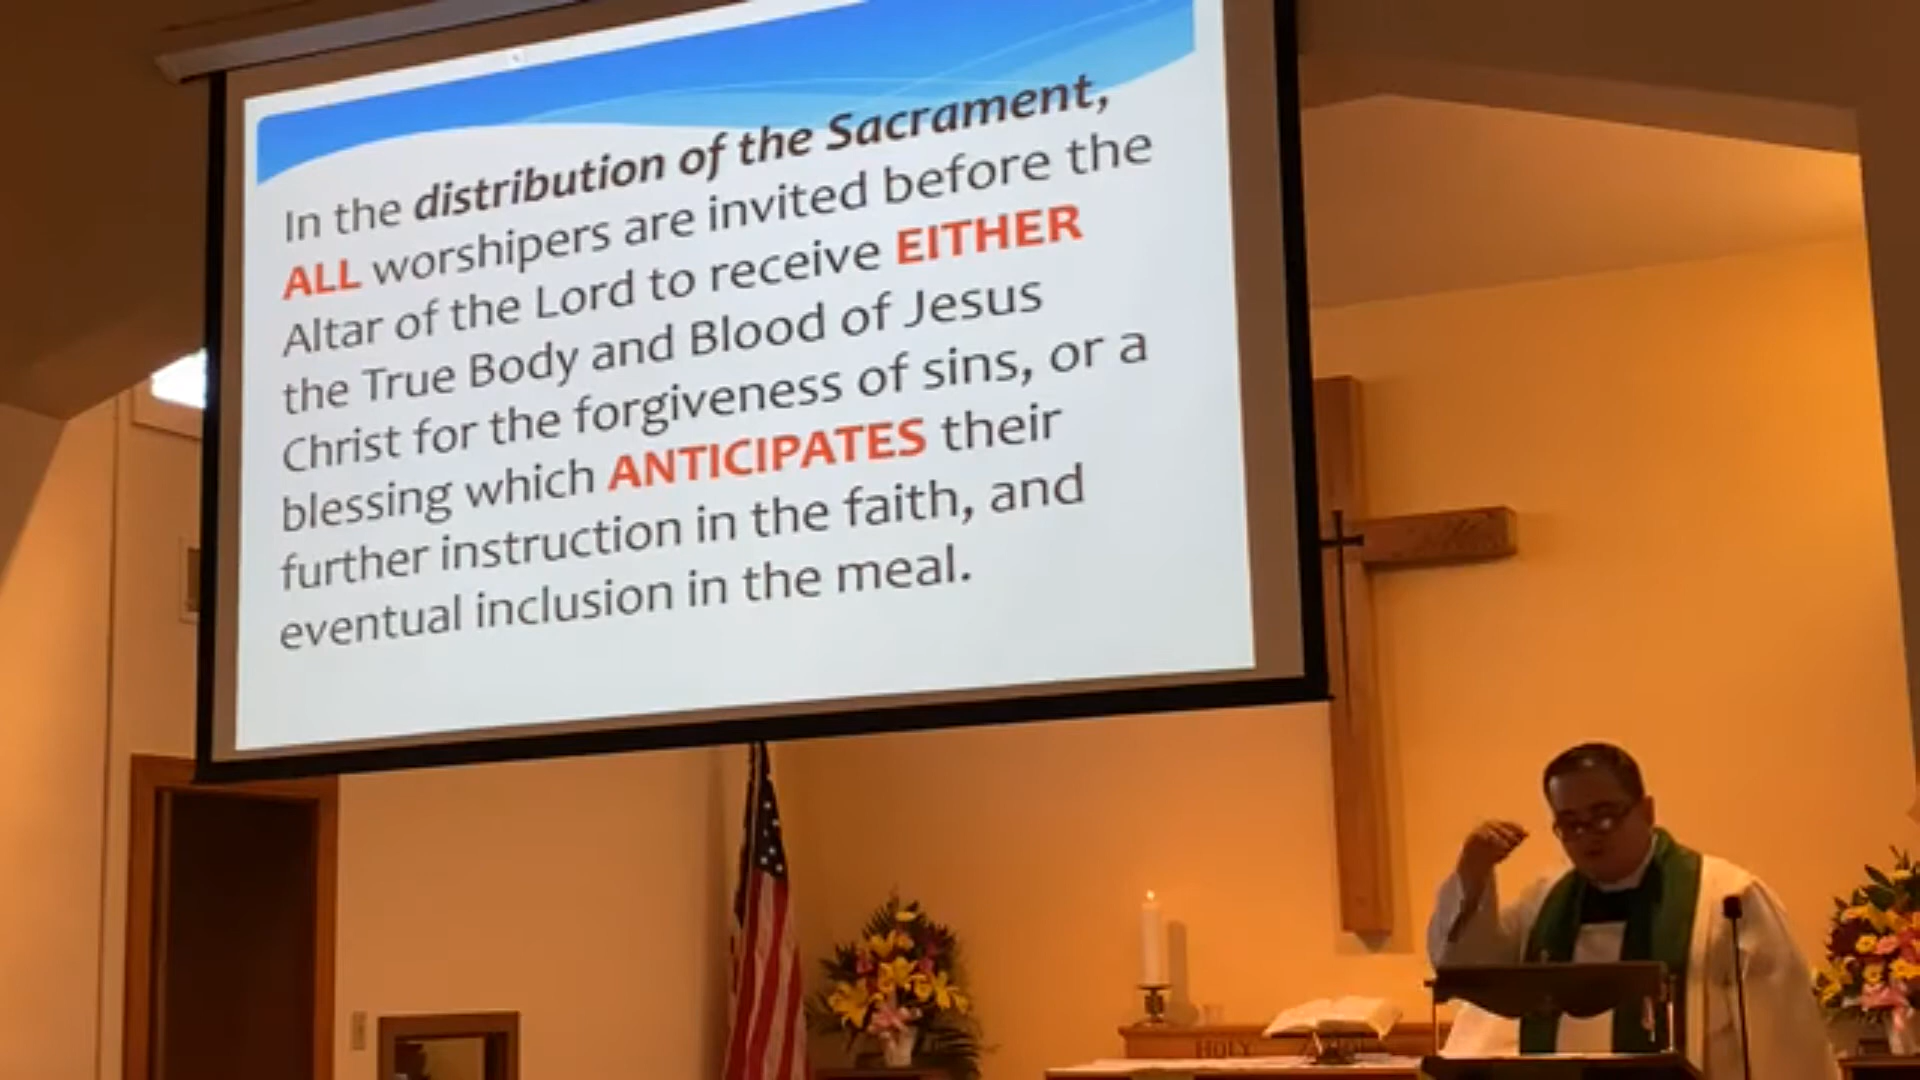 In the distribution of the Sacrament,
ALL worshipers are invited before the
Altar of the Lord to receive EITHER
the True Body and Blood of Jesus
Christ for the forgiveness of sins, or a
blessing which ANTICIPATES their
further instruction in the faith, and
eventual inclusion in the meal.
HOLY